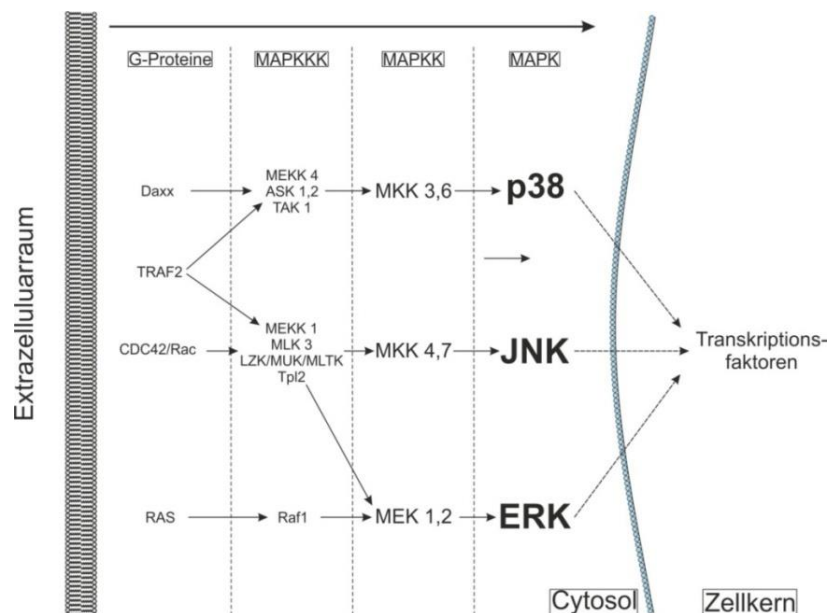 Extrazelluluarraum
G-Proteine
MAPKKK
MAPKK
MAPK
Daxx
MEKK 4
ASK 1,2
TAK 1
MKK 3,6
p38
TRAF2
CDC42/Rac
MEKK 1
MLK 3
LZK/MUK/MLTK
Tpl2
MKK 4,7
JNK
Transkriptions-
faktoren
RAS
Raf1
MEK 1,2
ERK
Cytosol
Zellkern